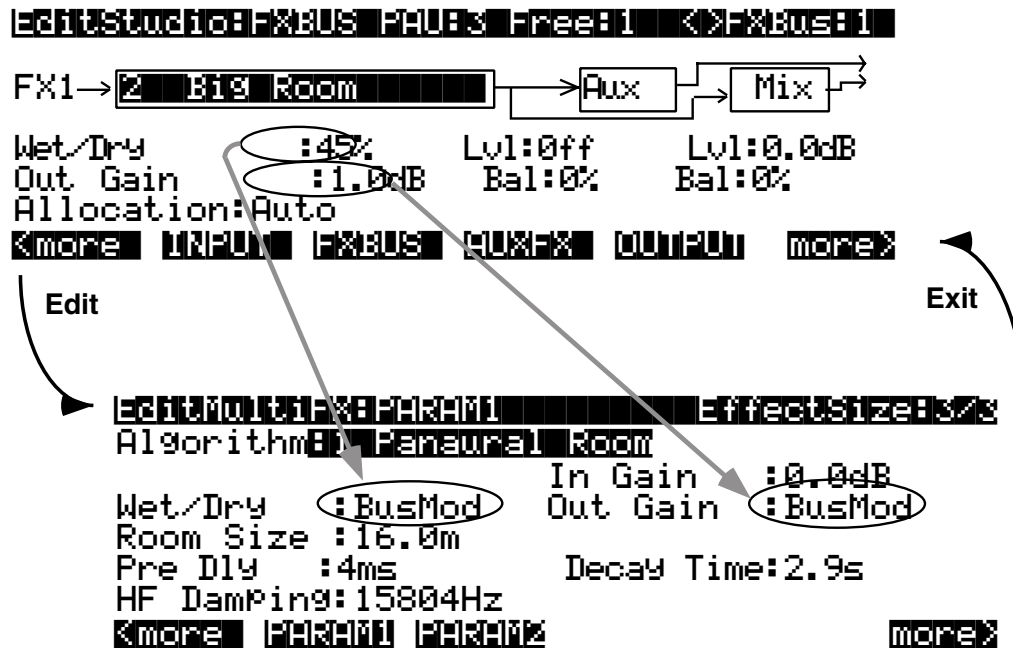 EditStudio:FXBUS PAU:3 Free:1 <>FXBus:1
FX1 2 Big Room Aux Mix
Wet/Dry :45% Lvl:Off Lvl:0.0dB
Out Gain :1.0dB Bal:0% Bal:0%
Allocation:Auto
<more INPUT FXBUS AUXFX OUTPUT more>
Edit Exit
EditMultiFX:PARAM1 EffectSize:3/3
Algorithm:1 Panaural Room
In Gain :0.0dB
Wet/Dry :BusMod Out Gain :BusMod
Room Size :16.0m
Pre Dly :4ms Decay Time:2.9s
HF Damping:15804Hz
<more PARAM1 PARAM2 more>